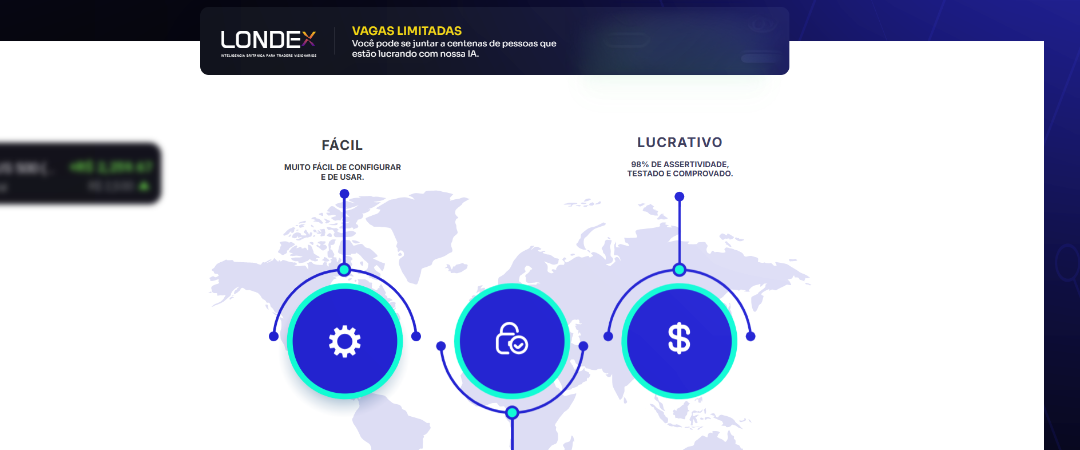 LONDEX
INTELIGÊNCIA BRITÂNICA PARA TRADERS VISIONÁRIOS
VAGAS LIMITADAS
Você pode se juntar a centenas de pessoas que
estão lucrando com nossa IA.
FÁCIL
MUITO FÁCIL DE CONFIGURAR
E DE USAR.
LUCRATIVO
98% DE ASSERTIVIDADE,
TESTADO E COMPROVADO.
$